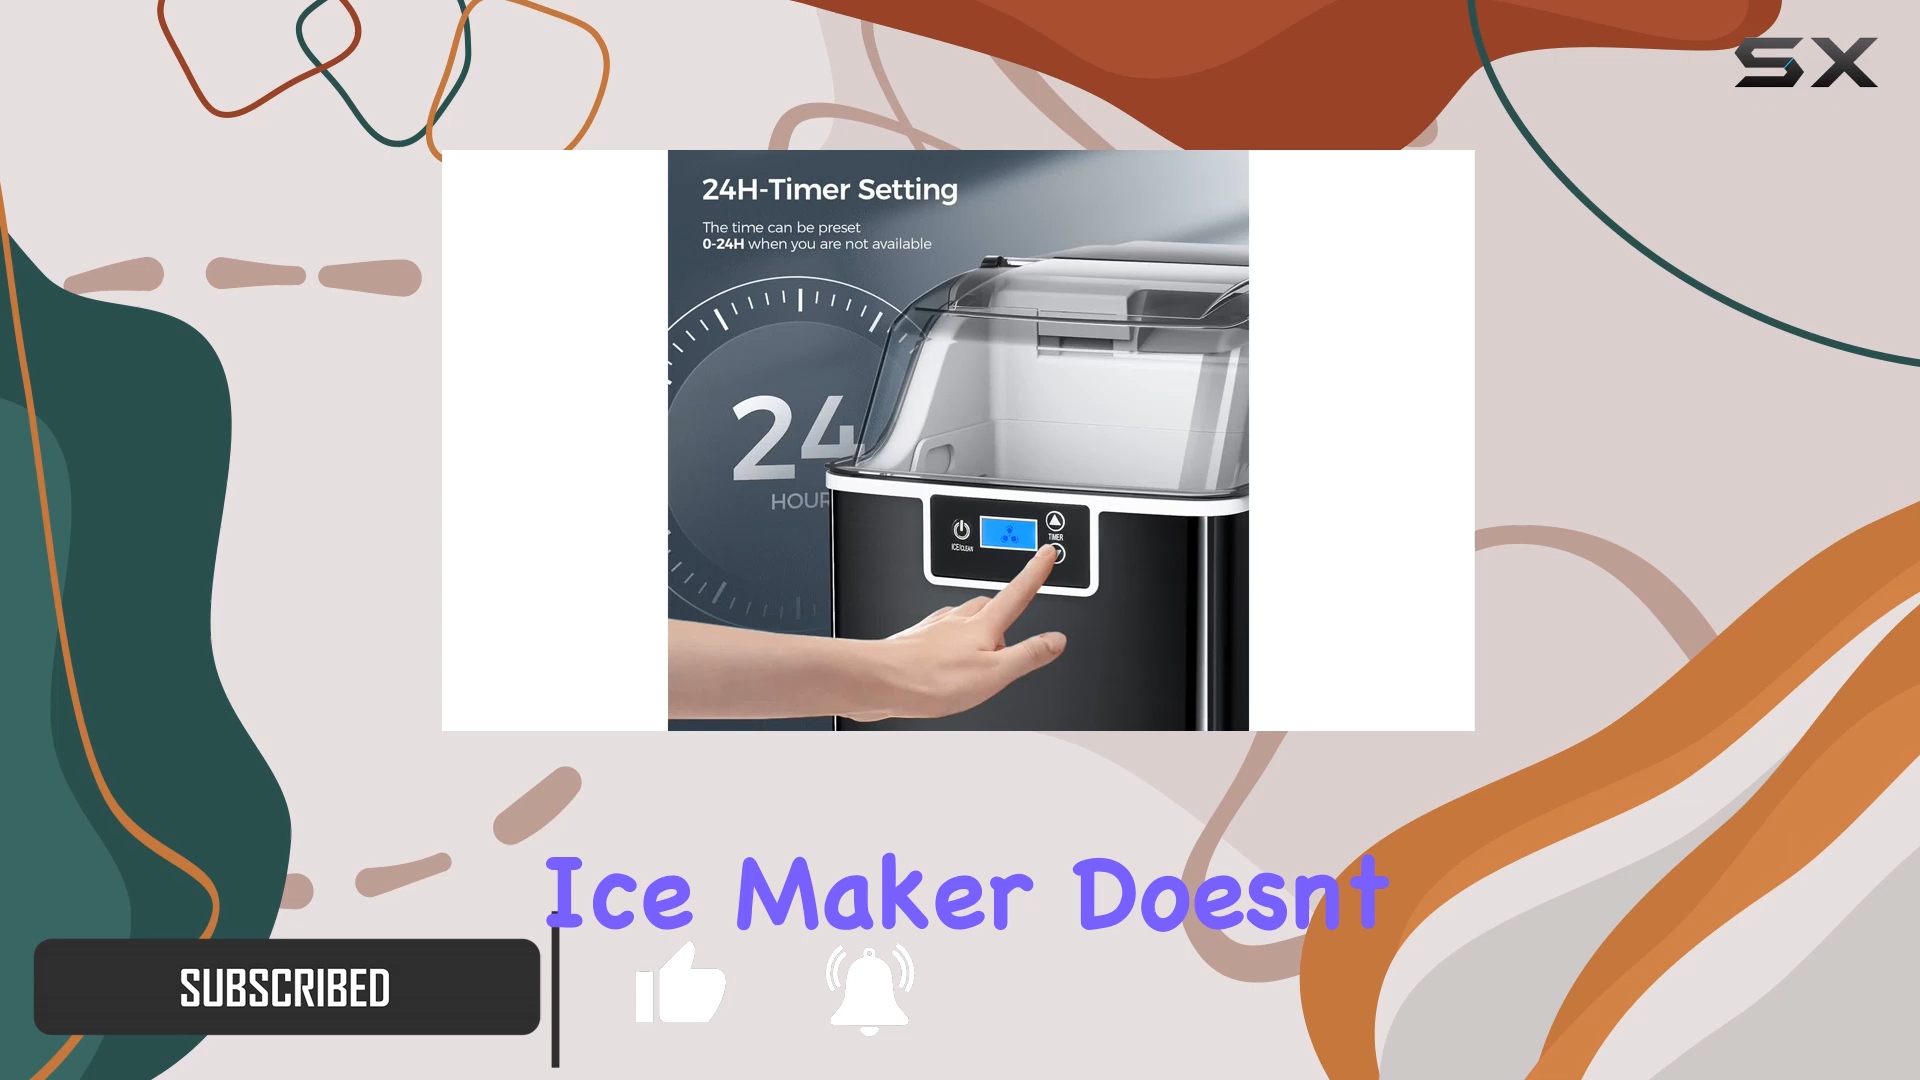 SX
24H-Timer Setting
The time can be preset
0-24H when you are not available
24
HOUR
ICE/CLEAN
TIMER
Ice Maker Doesnt
SUBSCRIBED